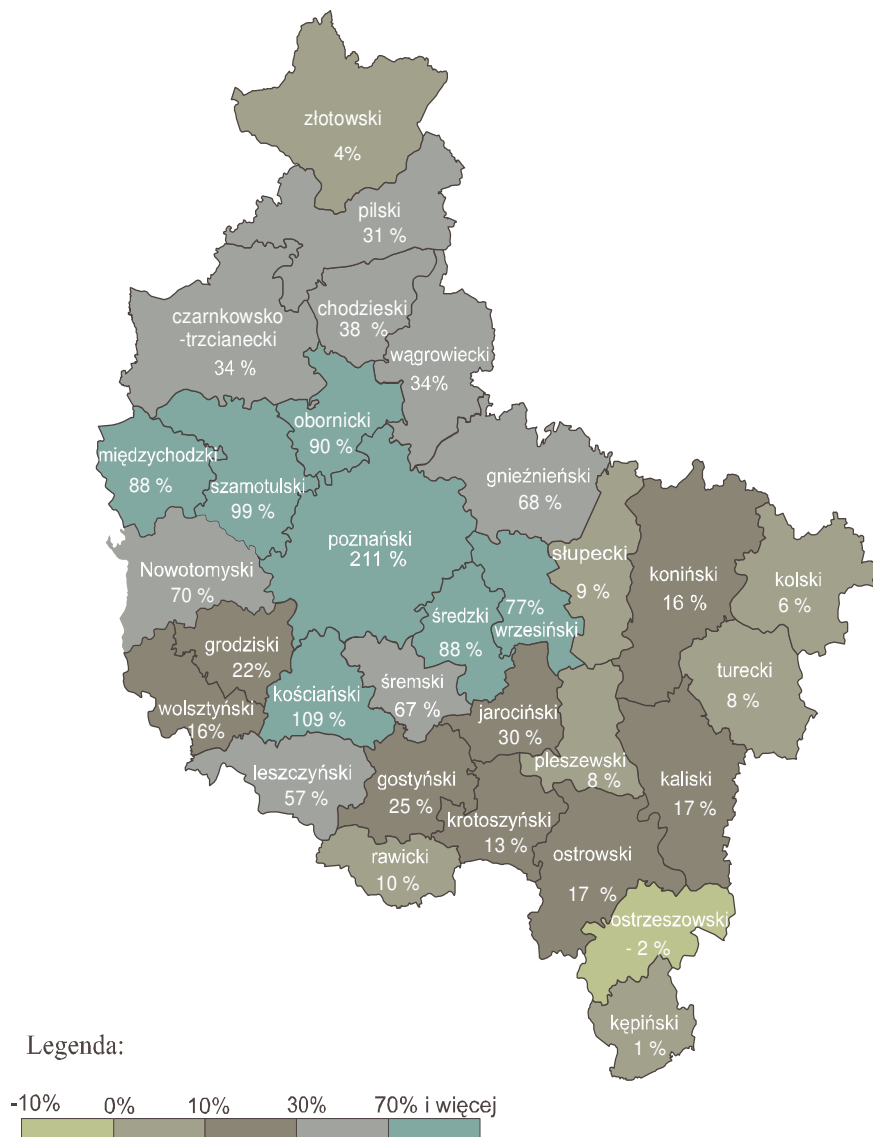 złotowski
4%
pilski
31 %
chodzieski
38 %
czarnkowsko
-trzcianecki
34 %
wągrowiecki
34%
obornicki
90 %
międzychodzki
88 %
szamotulski
99 %
gnieźnieński
68 %
poznański
211 %
słupecki
9 %
koniński
16 %
kolski
6 %
Nowotomyski
70 %
77%
wrzesiński
średzki
88 %
grodziski
22%
turecki
8 %
kościański
109 %
śremski
67 %
wolsztyński
16%
jarociński
30 %
pleszewski
8 %
leszczyński
57 %
gostyński
25 %
kaliski
17 %
krotoszyński
13 %
rawicki
10 %
ostrowski
17 %
ostrzeszowski
- 2 %
kępiński
1 %
Legenda:
-10% 0% 10% 30% 70% i więcej